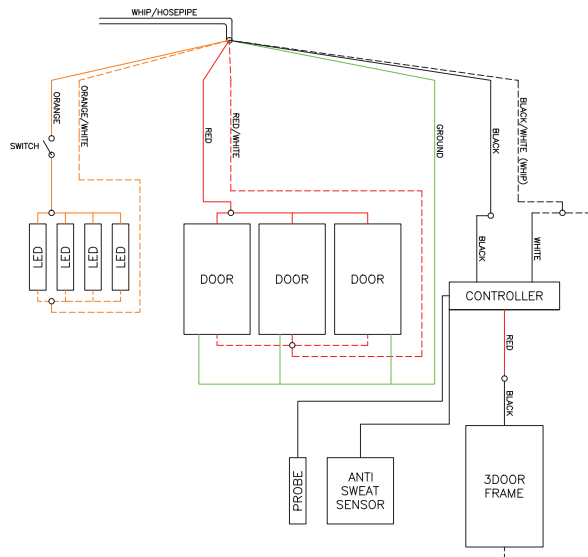 WHIP/HOSEPIPE
ORANGE
ORANGE/WHITE
RED
RED/WHITE
GROUND
BLACK
BLACK/WHITE (WHIP)
SWITCH
LED
LED
LED
LED
DOOR
DOOR
DOOR
BLACK
WHITE
CONTROLLER
RED
BLACK
PROBE
ANTI
SWEAT
SENSOR
3DOOR
FRAME